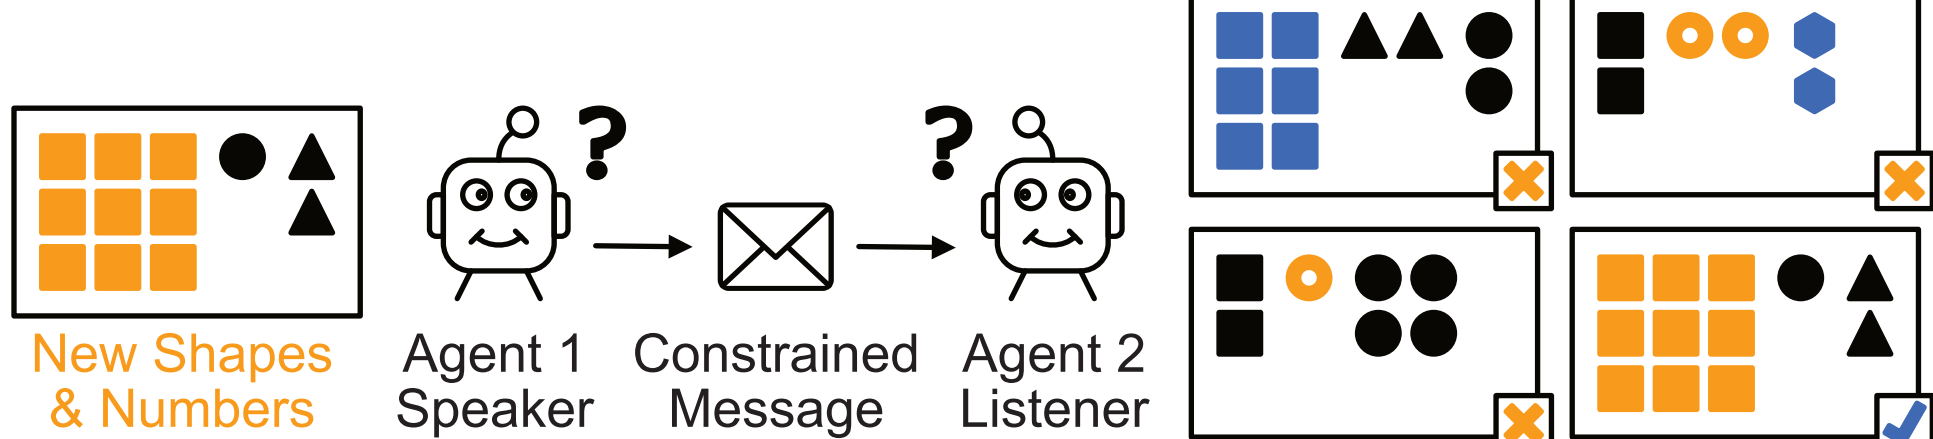 ?
?
New Shapes
& Numbers
Agent 1
Speaker
Constrained
Message
Agent 2
Listener